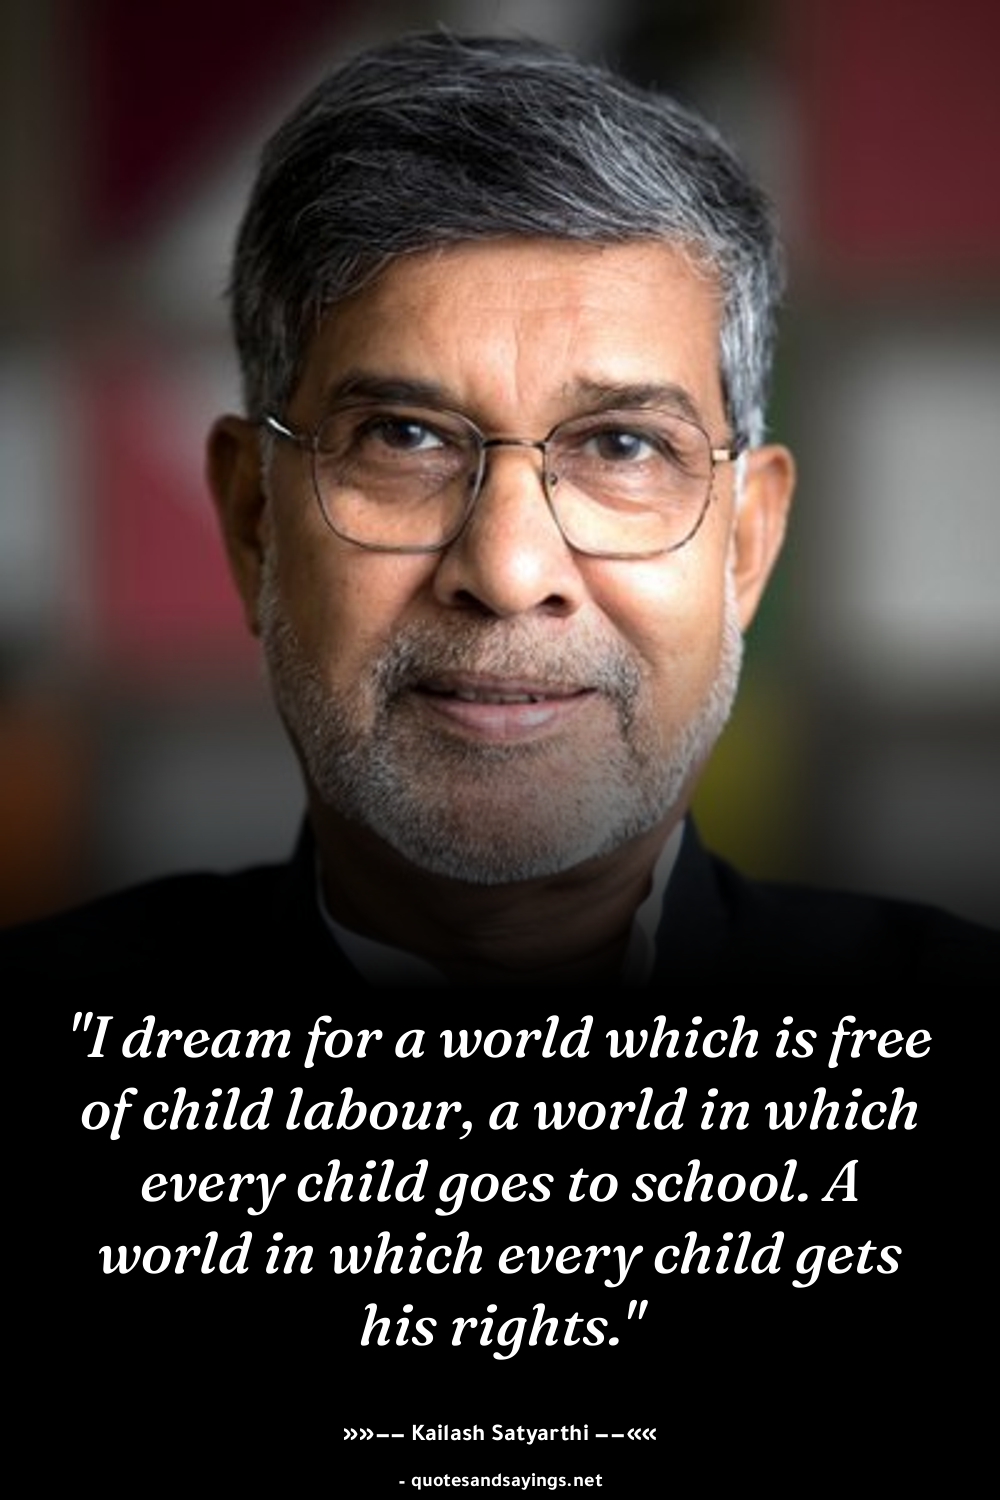 "I dream for a world which is free
of child labour, a world in which
every child goes to school. A
world in which every child gets
his rights."
»»−− Kailash Satyarthi −−««
- quotesandsayings.net